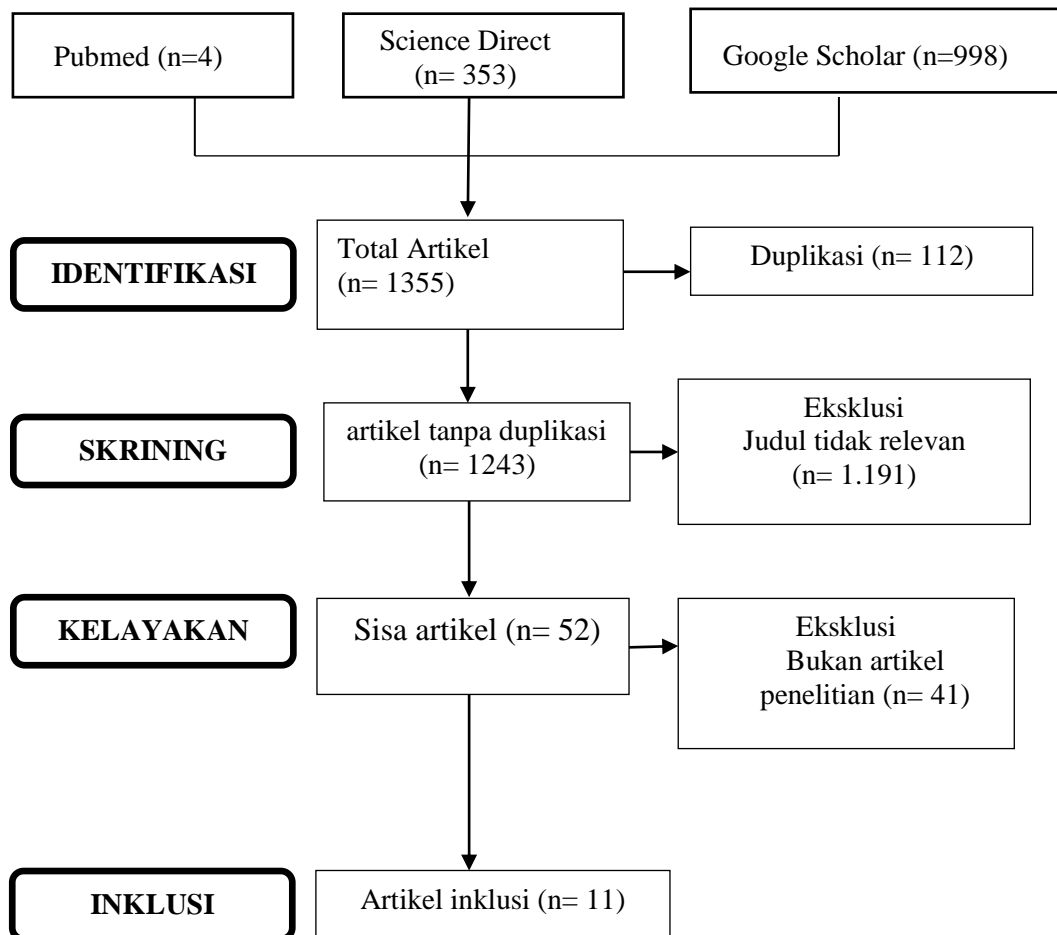 Pubmed (n=4)
Science Direct
(n= 353)
Google Scholar (n=998)
IDENTIFIKASI
Total Artikel
(n= 1355)
Duplikasi (n= 112)
SKRINING
artikel tanpa duplikasi
(n= 1243)
Eksklusi
Judul tidak relevan
(n= 1.191)
KELAYAKAN
Sisa artikel (n= 52)
Eksklusi
Bukan artikel
penelitian (n= 41)
INKLUSI
Artikel inklusi (n= 11)